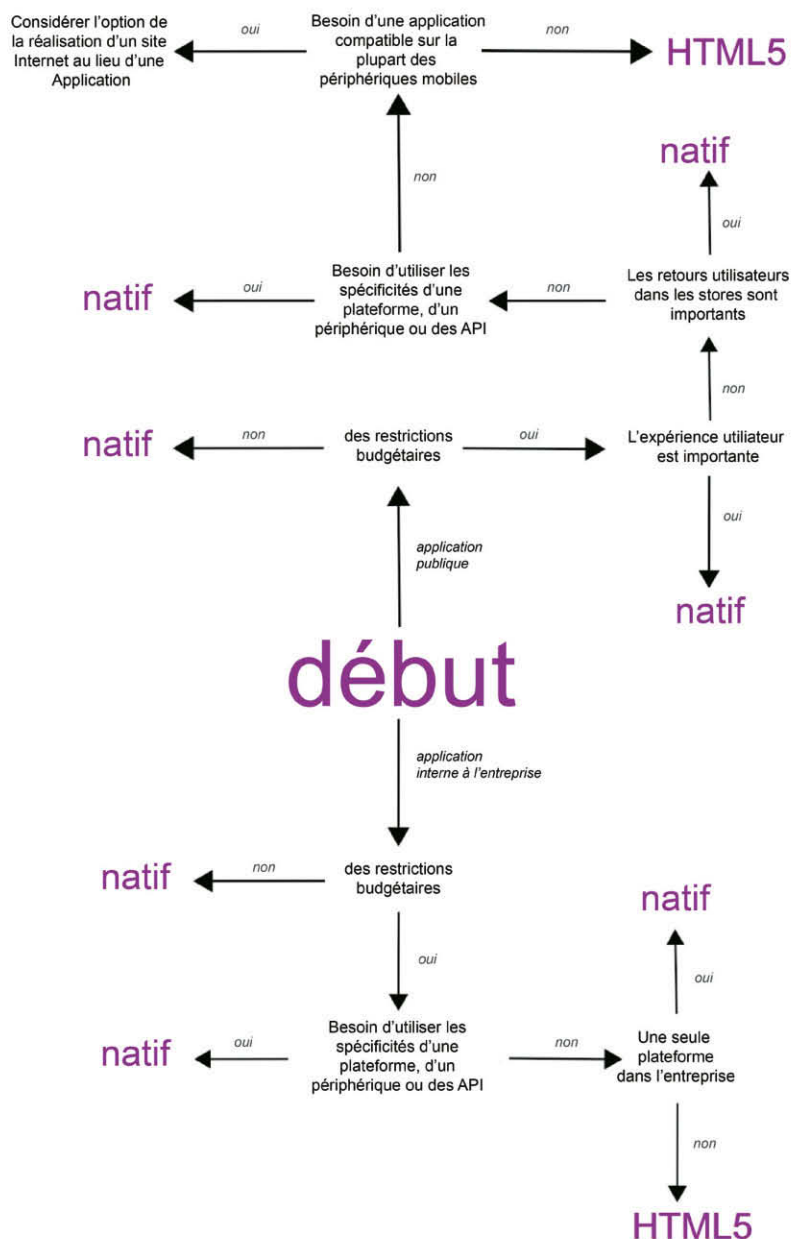 Considérer l'option de
la réalisation d'un site
Internet au lieu d'une
Application
oui
Besoin d'une application
compatible sur la
plupart des
périphériques mobiles
non
HTML5
natif
non
oui
natif
oui
Besoin d'utiliser les
spécificités d'une
plateforme, d'un
périphérique ou des API
non
Les retours utilisateurs
dans les stores sont
importants
non
natif
non
des restrictions
budgétaires
oui
L'expérience utiliateur
est importante
oui
application
publique
natif
début
application
interne à l'entreprise
natif
non
des restrictions
budgétaires
natif
oui
oui
natif
oui
Besoin d'utiliser les
spécificités d'une
plateforme, d'un
périphérique ou des API
non
Une seule
plateforme
dans l'entreprise
non
HTML5